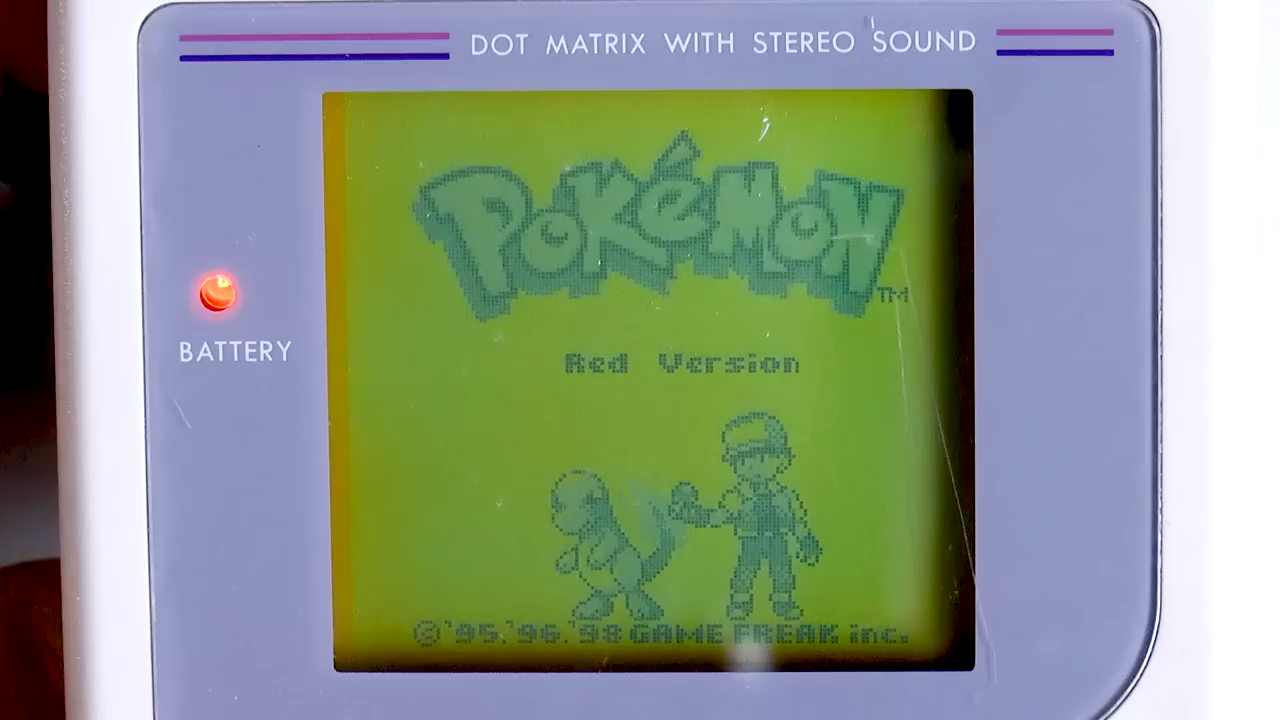 DOT MATRIX WITH STEREO SOUND
POKéMON
TM
Red Version
BATTERY
©'95.'96.'98 GAME FREAK inc.